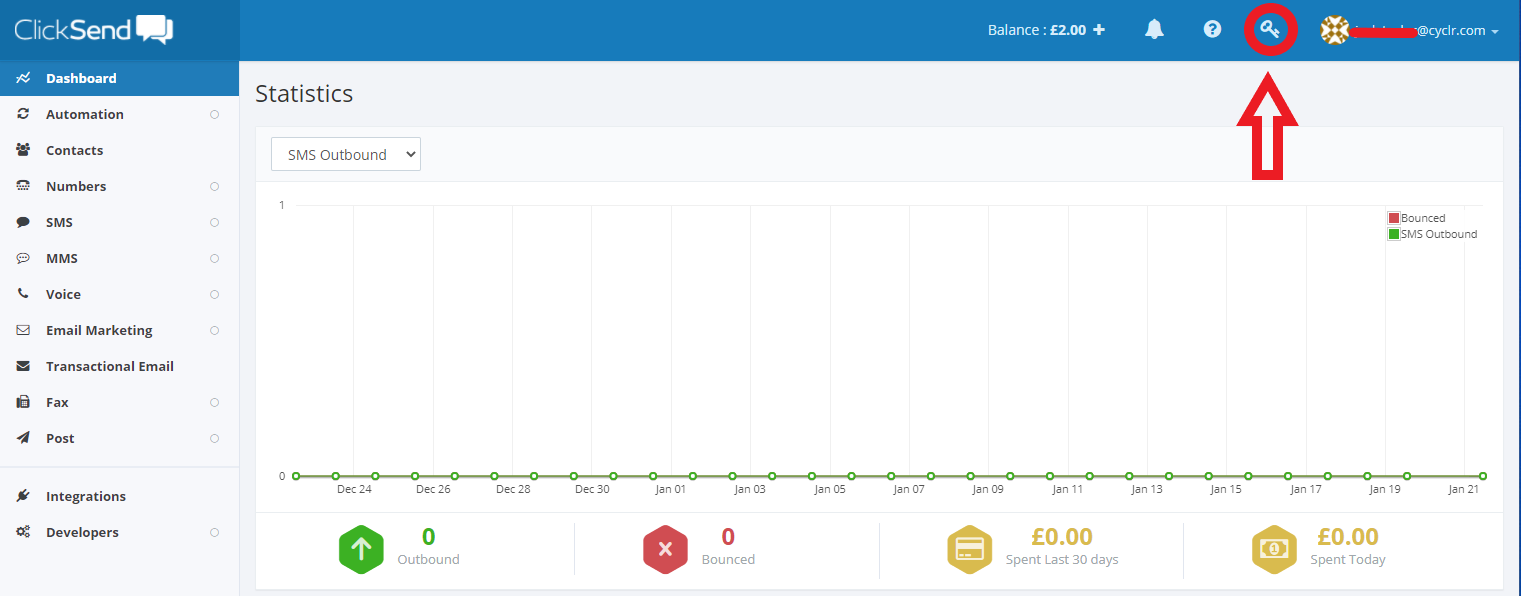 ClickSend
Balance : £2.00
@cyclr.com
Dashboard
Automation
Contacts
Numbers
SMS
MMS
Voice
Email Marketing
Transactional Email
Fax
Post
Integrations
Developers
Statistics
SMS Outbound
Bounced
SMS Outbound
1
0
Dec 24 Dec 26 Dec 28 Dec 30 Jan 01 Jan 03 Jan 05 Jan 07 Jan 09 Jan 11 Jan 13 Jan 15 Jan 17 Jan 19 Jan 21
0
Outbound
0
Bounced
£0.00
Spent Last 30 days
£0.00
Spent Today